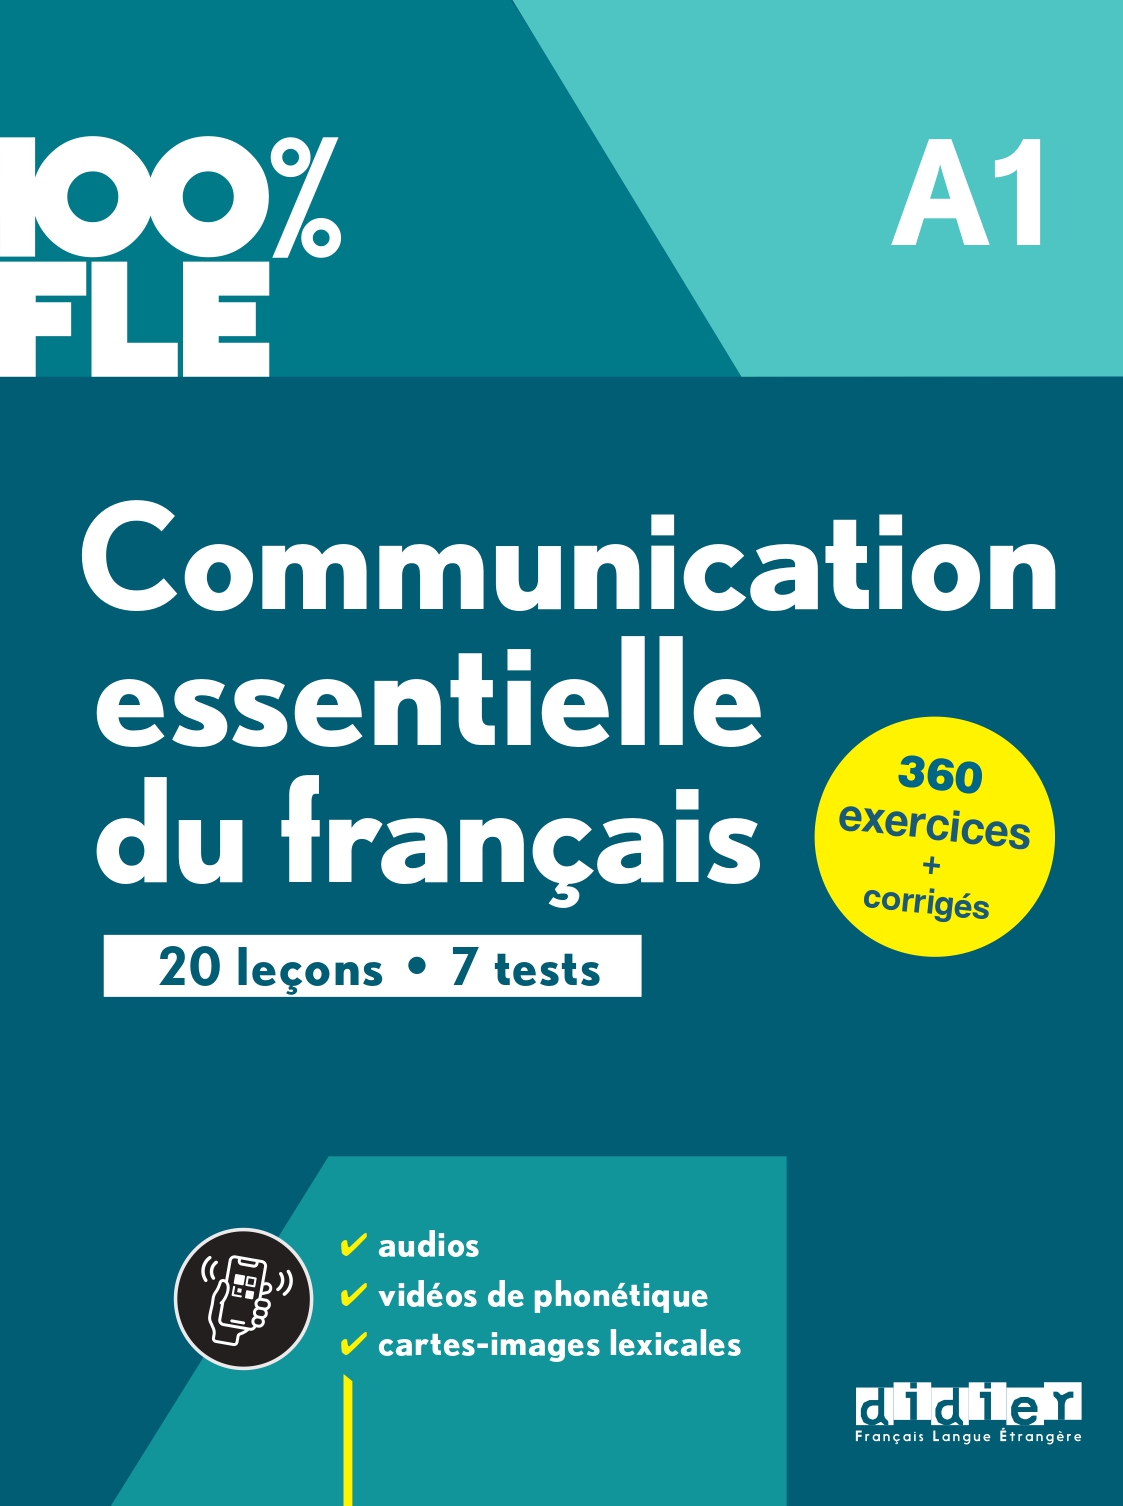 100%
FLE
A1
Communication
essentielle
du français
360
exercices
+
corrigés
20 leçons • 7 tests
✔ audios
✔ vidéos de phonétique
✔ cartes-images lexicales
didier
Français Langue Étrangère